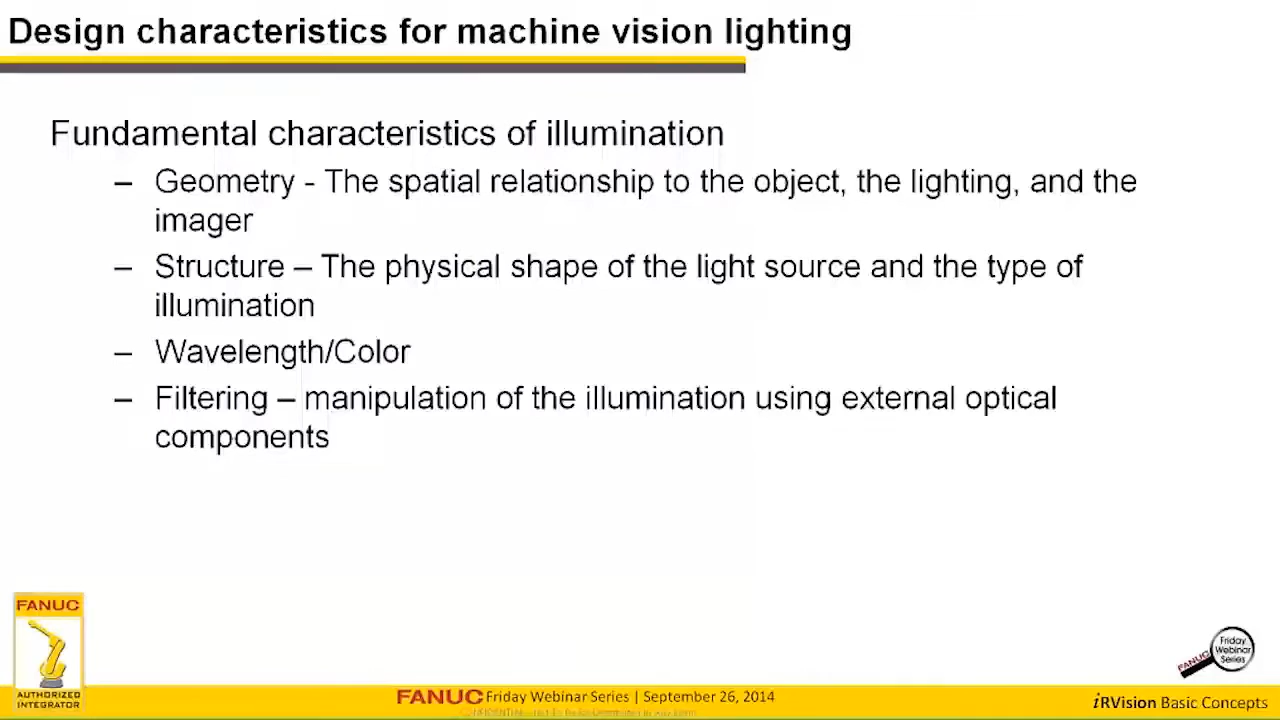 Design characteristics for machine vision lighting
Fundamental characteristics of illumination
– Geometry - The spatial relationship to the object, the lighting, and the
imager
– Structure – The physical shape of the light source and the type of
illumination
– Wavelength/Color
– Filtering – manipulation of the illumination using external optical
components
FANUC
AUTHORIZED
INTEGRATOR
FANUC Friday Webinar Series | September 26, 2014
Friday
Webinar
Series
FANUC
iRVision Basic Concepts